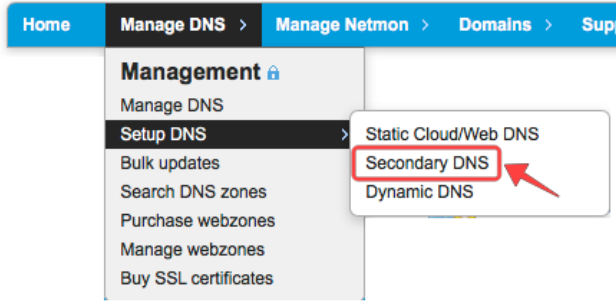 Home Manage DNS > Manage Netmon > Domains > Sup
Management
Manage DNS
Setup DNS >
Static Cloud/Web DNS
Bulk updates
Secondary DNS
Search DNS zones
Dynamic DNS
Purchase webzones
Manage webzones
Buy SSL certificates